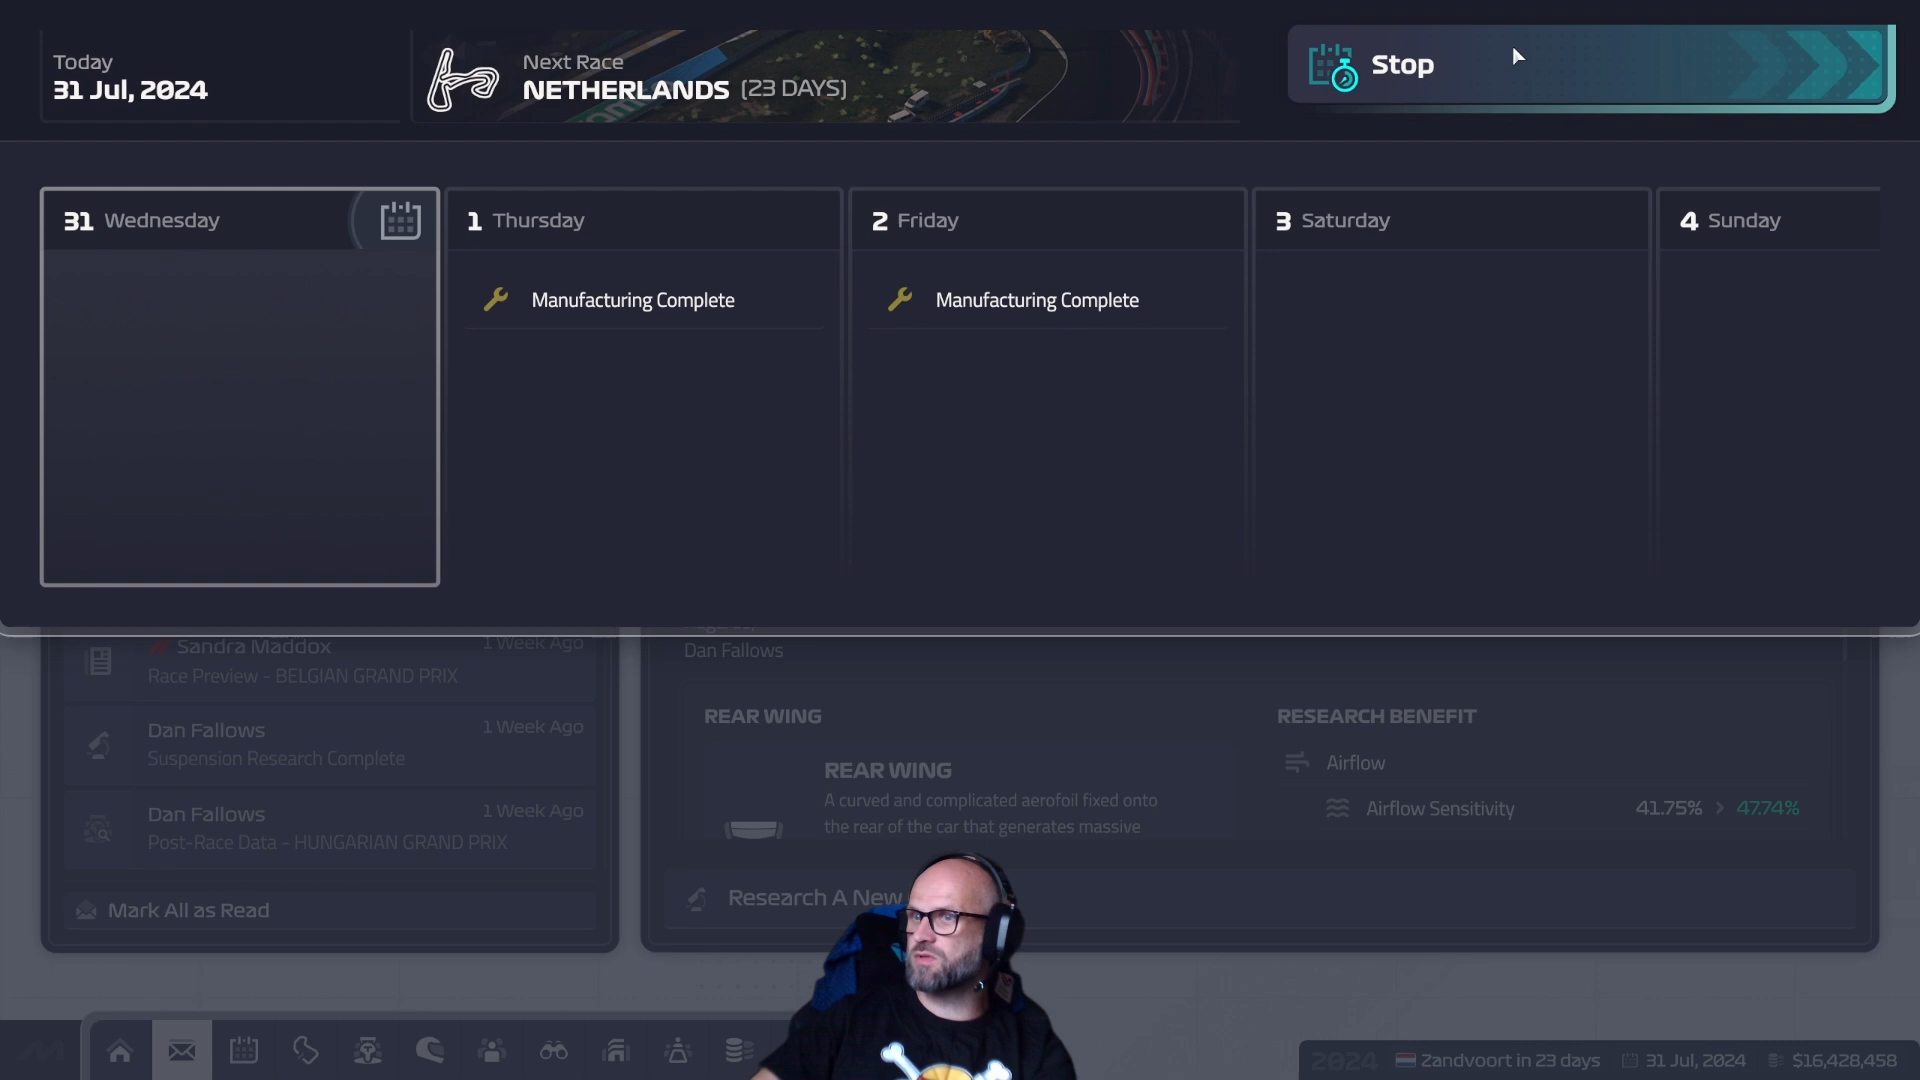 Today
31 Jul, 2024
Next Race
NETHERLANDS (23 DAYS)
Stop
31 Wednesday
1 Thursday
2 Friday
3 Saturday
4 Sunday
Manufacturing Complete
Manufacturing Complete
Sandra Maddox
1 Week Ago
Race Preview - BELGIAN GRAND PRIX
Dan Fallows
1 Week Ago
Suspension Research Complete
Dan Fallows
1 Week Ago
Post-Race Data - HUNGARIAN GRAND PRIX
Mark All as Read
Dan Fallows
REAR WING
REAR WING
A curved and complicated aerofoil fixed onto
the rear of the car that generates massive
RESEARCH BENEFIT
Airflow
Airflow Sensitivity 41.75% > 47.74%
Research A New
2024 Zandvoort in 23 days 31 Jul, 2024 $16,428,458